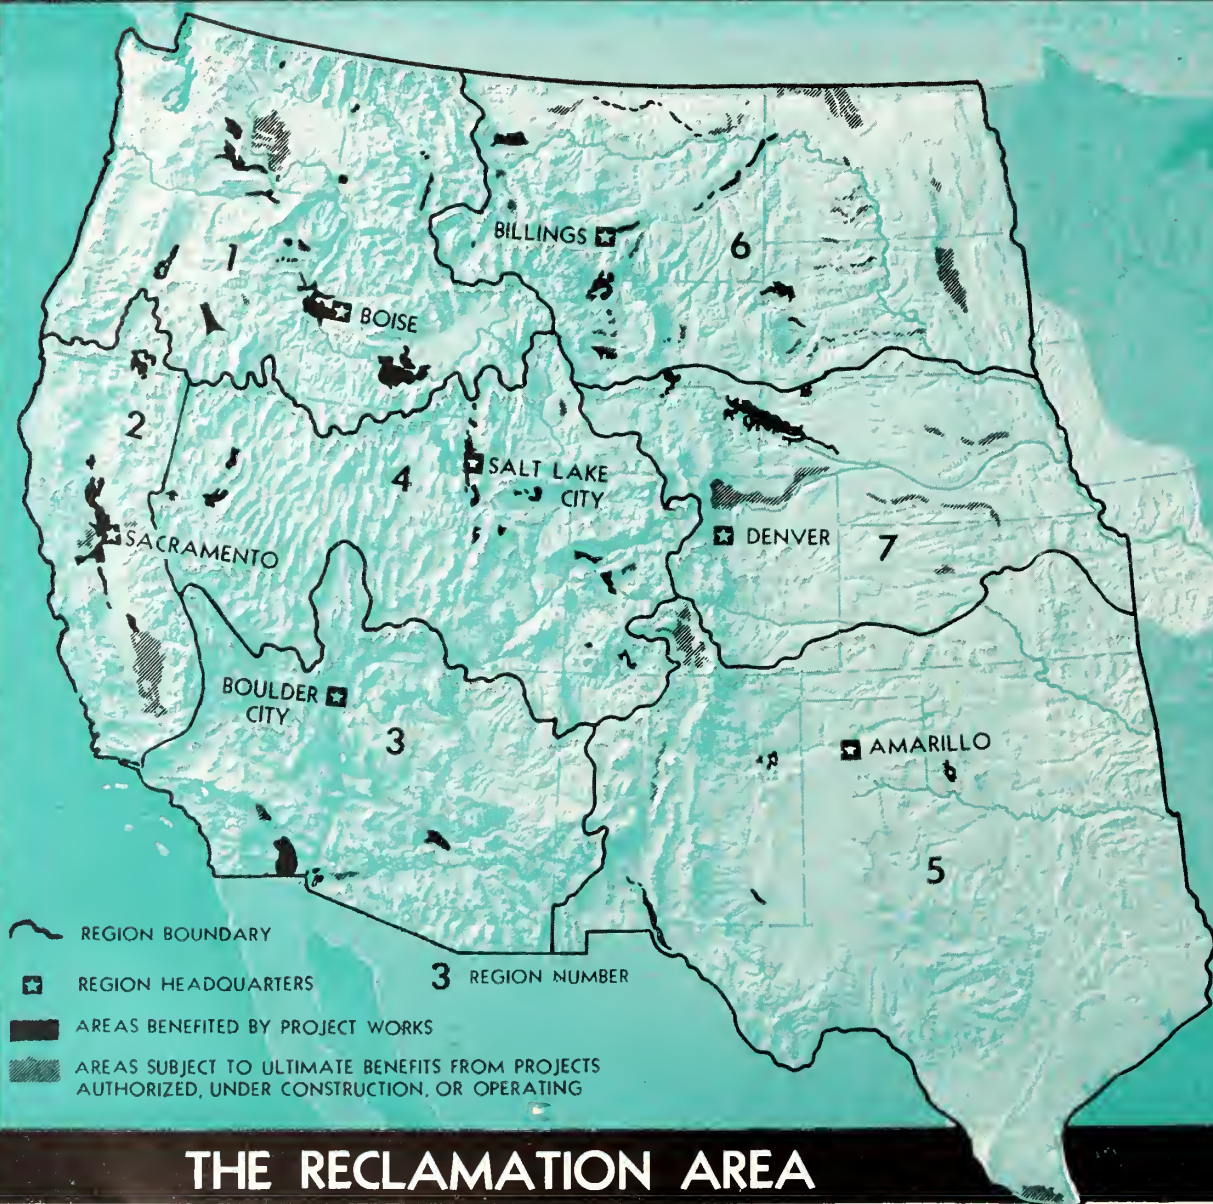 BILLINGS
6
1
BOISE
2
4
SALT LAKE
CITY
SACRAMENTO
DENVER
7
BOULDER
CITY
3
AMARILLO
5
REGION BOUNDARY
REGION HEADQUARTERS
3 REGION NUMBER
AREAS BENEFITED BY PROJECT WORKS
AREAS SUBJECT TO ULTIMATE BENEFITS FROM PROJECTS
AUTHORIZED, UNDER CONSTRUCTION, OR OPERATING
THE RECLAMATION AREA